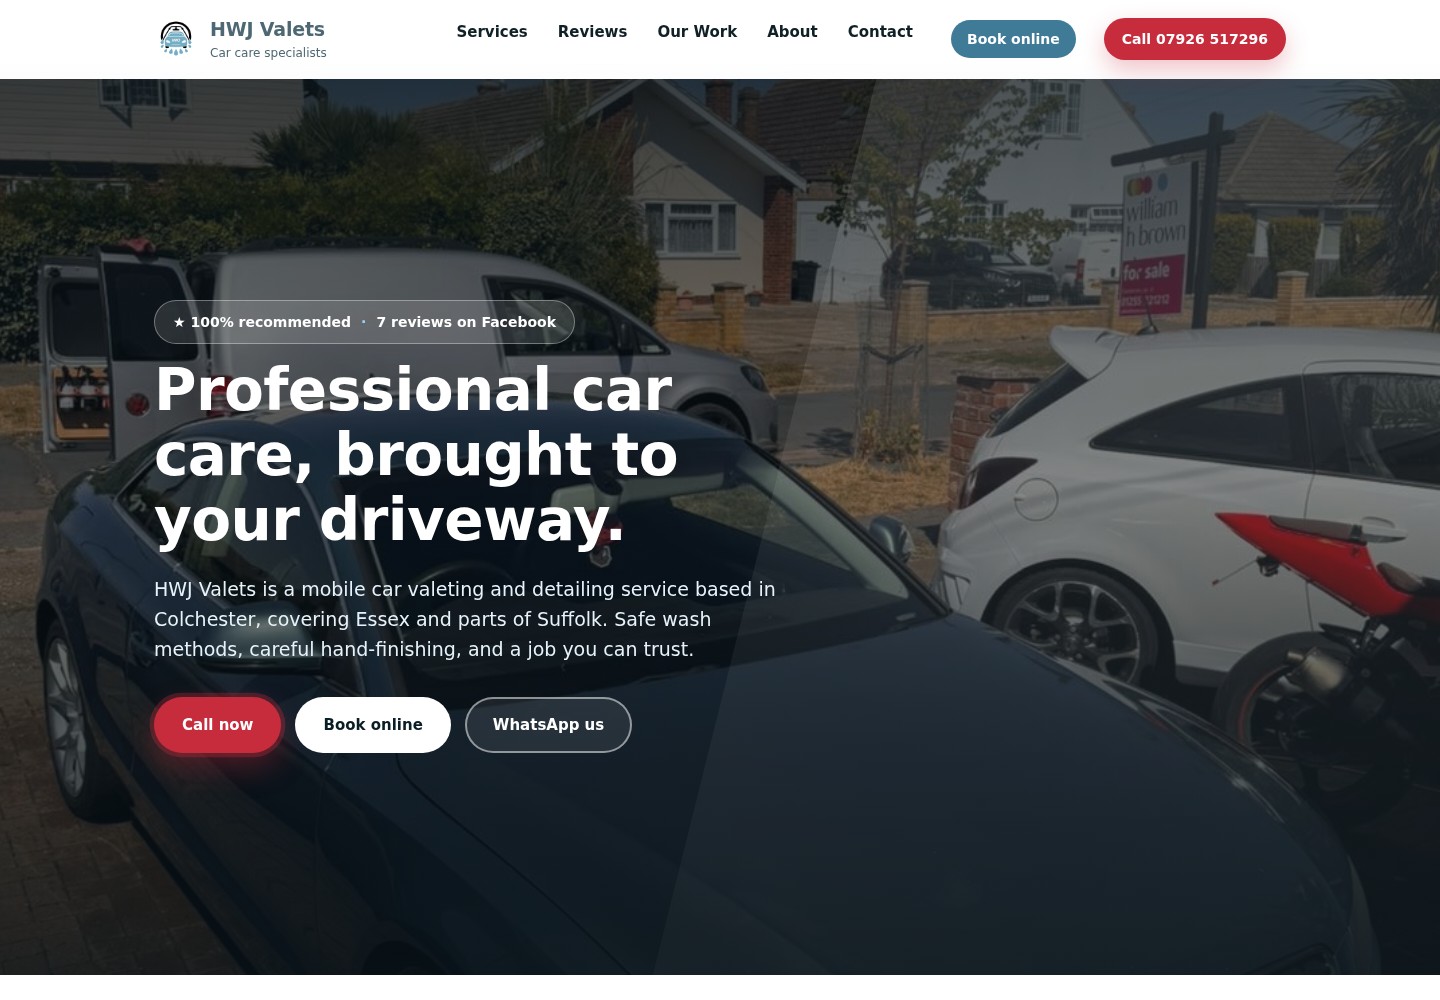 HWJ Valets
Car care specialists
Services
Reviews
Our Work
About
Contact
Book online
Call 07926 517296
william
h brown
for sale
★ 100% recommended · 7 reviews on Facebook
Professional car
care, brought to
your driveway.
HWJ Valets is a mobile car valeting and detailing service based in
Colchester, covering Essex and parts of Suffolk. Safe wash
methods, careful hand-finishing, and a job you can trust.
Call now
Book online
WhatsApp us